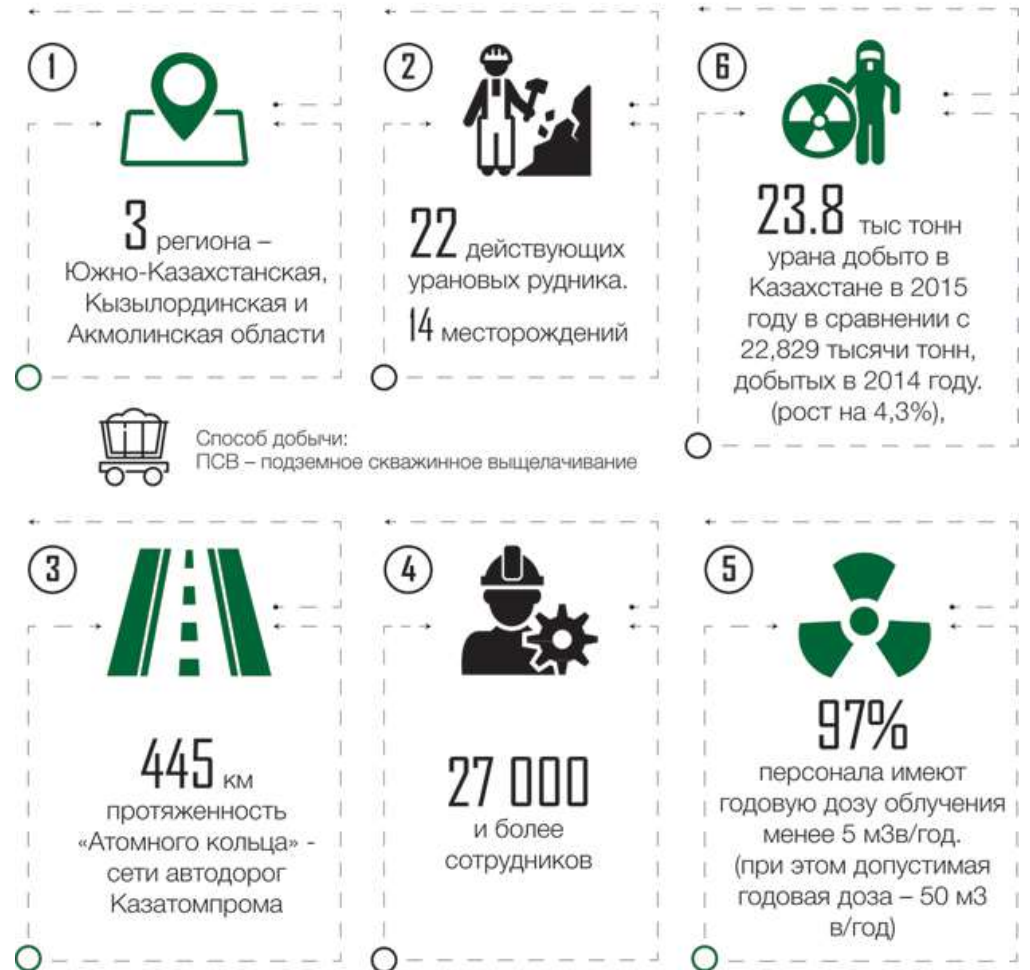 1
3 региона –
Южно-Казахстанская,
Кызылординская и
Акмолинская области
2
22 действующих
урановых рудника.
14 месторождений
6
23.8 тыс тонн
урана добыто в
Казахстане в 2015
году в сравнении с
22,829 тысячи тонн,
добытых в 2014 году.
(рост на 4,3%),
Способ добычи:
ПСВ – подземное скважинное выщелачивание
3
445 км
протяженность
«Атомного кольца» -
сети автодорог
Казатомпрома
4
27 000
и более
сотрудников
5
97%
персонала имеют
годовую дозу облучения
менее 5 м3в/год.
(при этом допустимая
годовая доза – 50 м3
в/год)